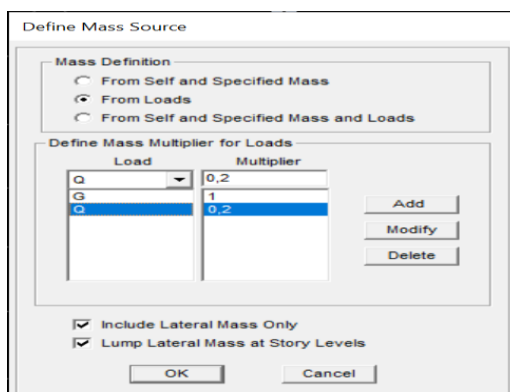 Define Mass Source
Mass Definition
From Self and Specified Mass
From Loads
From Self and Specified Mass and Loads
Define Mass Multiplier for Loads
Load Multiplier
Q 0,2
G 1
Q 0,2
Add
Modify
Delete
Include Lateral Mass Only
Lump Lateral Mass at Story Levels
OK Cancel